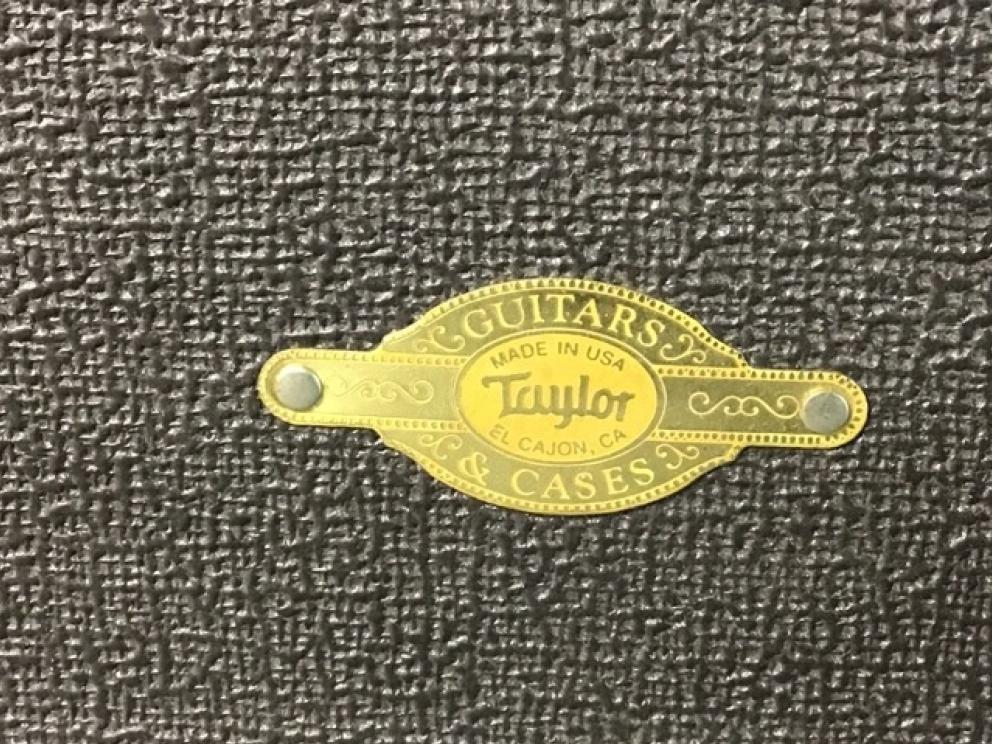 GUITARS
MADE IN USA
Taylor
EL CAJON, CA
& CASES